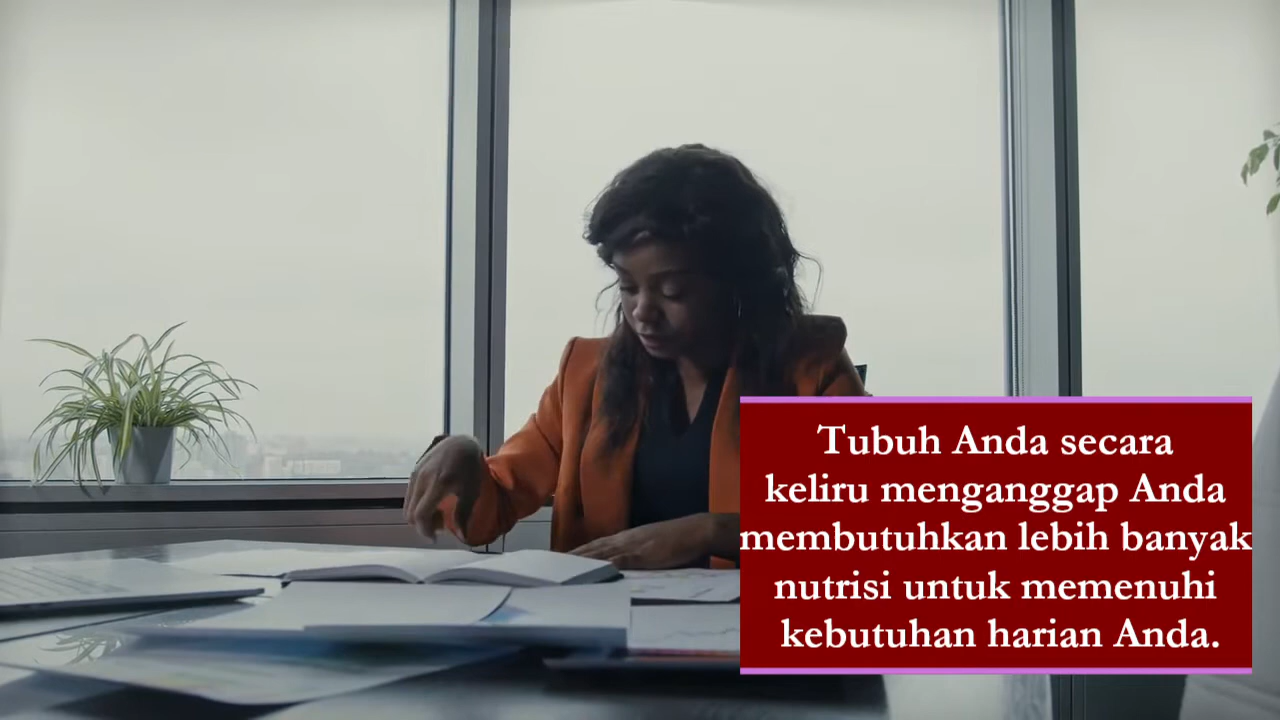 Tubuh Anda secara
keliru menganggap Anda
membutuhkan lebih banyak
nutrisi untuk memenuhi
kebutuhan harian Anda.